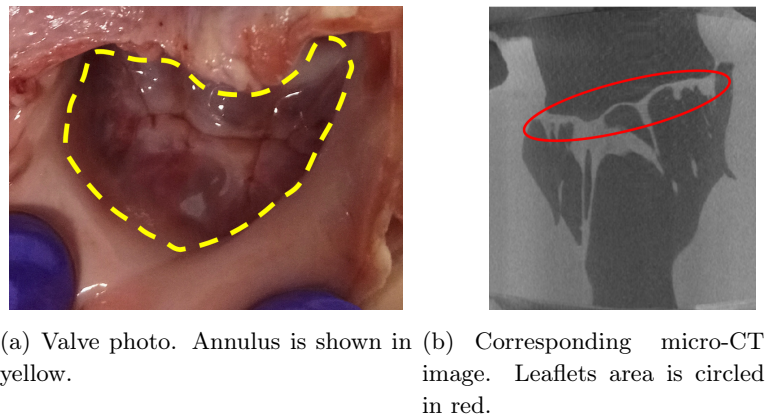 (a) Valve photo. Annulus is shown in
yellow.
(b) Corresponding micro-CT
image. Leaflets area is circled
in red.